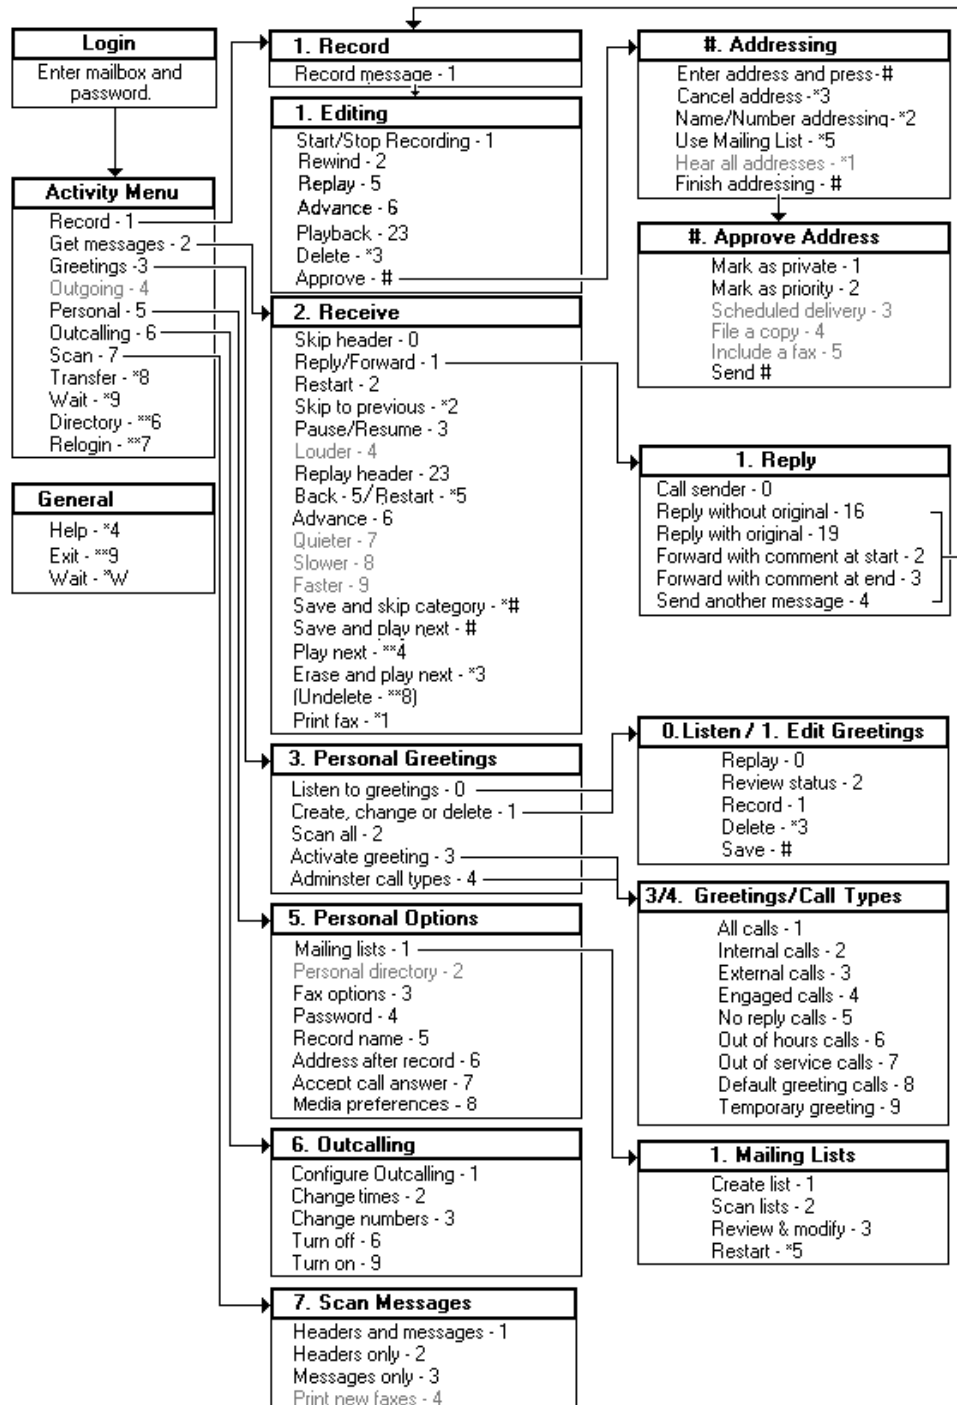 Login
Enter mailbox and
password.
Activity Menu
Record - 1
Get messages - 2
Greetings -3
Outgoing - 4
Personal - 5
Outcalling - 6
Scan - 7
Transfer - *8
Wait - *9
Directory - **6
Relogin - **7
General
Help - *4
Exit - **9
Wait - *W
1. Record
Record message - 1
1. Editing
Start/Stop Recording - 1
Rewind - 2
Replay - 5
Advance - 6
Playback - 23
Delete - *3
Approve - #
2. Receive
Skip header - 0
Reply/Forward - 1
Restart - 2
Skip to previous - *2
Pause/Resume - 3
Louder - 4
Replay header - 23
Back - 5/Restart - *5
Advance - 6
Quieter - 7
Slower - 8
Faster - 9
Save and skip category - *#
Save and play next - #
Play next - **4
Erase and play next - *3
(Undelete - **8)
Print fax - *1
3. Personal Greetings
Listen to greetings - 0
Create, change or delete - 1
Scan all - 2
Activate greeting - 3
Adminster call types - 4
5. Personal Options
Mailing lists - 1
Personal directory - 2
Fax options - 3
Password - 4
Record name - 5
Address after record - 6
Accept call answer - 7
Media preferences - 8
6. Outcalling
Configure Outcalling - 1
Change times - 2
Change numbers - 3
Turn off - 6
Turn on - 9
7. Scan Messages
Headers and messages - 1
Headers only - 2
Messages only - 3
Print new faxes - 4
#. Addressing
Enter address and press-#
Cancel address -*3
Name/Number addressing- *2
Use Mailing List - *5
Hear all addresses - *1
Finish addressing - #
#. Approve Address
Mark as private - 1
Mark as priority - 2
Scheduled delivery - 3
File a copy - 4
Include a fax - 5
Send #
1. Reply
Call sender - 0
Reply without original - 16
Reply with original - 19
Forward with comment at start - 2
Forward with comment at end - 3
Send another message - 4
0.Listen / 1. Edit Greetings
Replay - 0
Review status - 2
Record - 1
Delete - *3
Save - #
3/4. Greetings/Call Types
All calls - 1
Internal calls - 2
External calls - 3
Engaged calls - 4
No reply calls - 5
Out of hours calls - 6
Out of service calls - 7
Default greeting calls - 8
Temporary greeting - 9
1. Mailing Lists
Create list - 1
Scan lists - 2
Review & modify - 3
Restart - *5